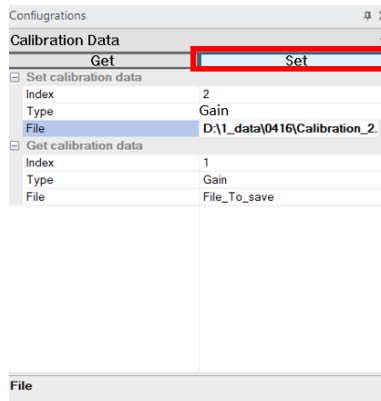 Confiugrations
Calibration Data
Get Set
Set calibration data
Index 2
Type Gain
File D:\1_data\0416\Calibration_2.
Get calibration data
Index 1
Type Gain
File File_To_save
File